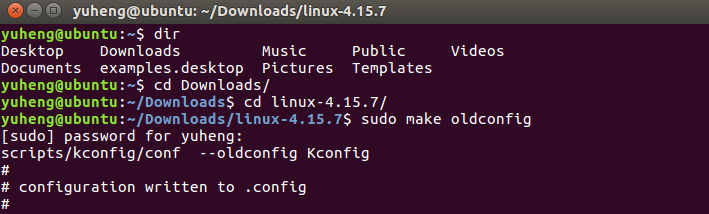 yuheng@ubuntu: ~/Downloads/linux-4.15.7
yuheng@ubuntu:~$ dir
Desktop    Downloads         Music     Public     Videos
Documents  examples.desktop  Pictures  Templates
yuheng@ubuntu:~$ cd Downloads/
yuheng@ubuntu:~/Downloads$ cd linux-4.15.7/
yuheng@ubuntu:~/Downloads/linux-4.15.7$ sudo make oldconfig
[sudo] password for yuheng:
scripts/kconfig/conf  --oldconfig Kconfig
#
# configuration written to .config
#